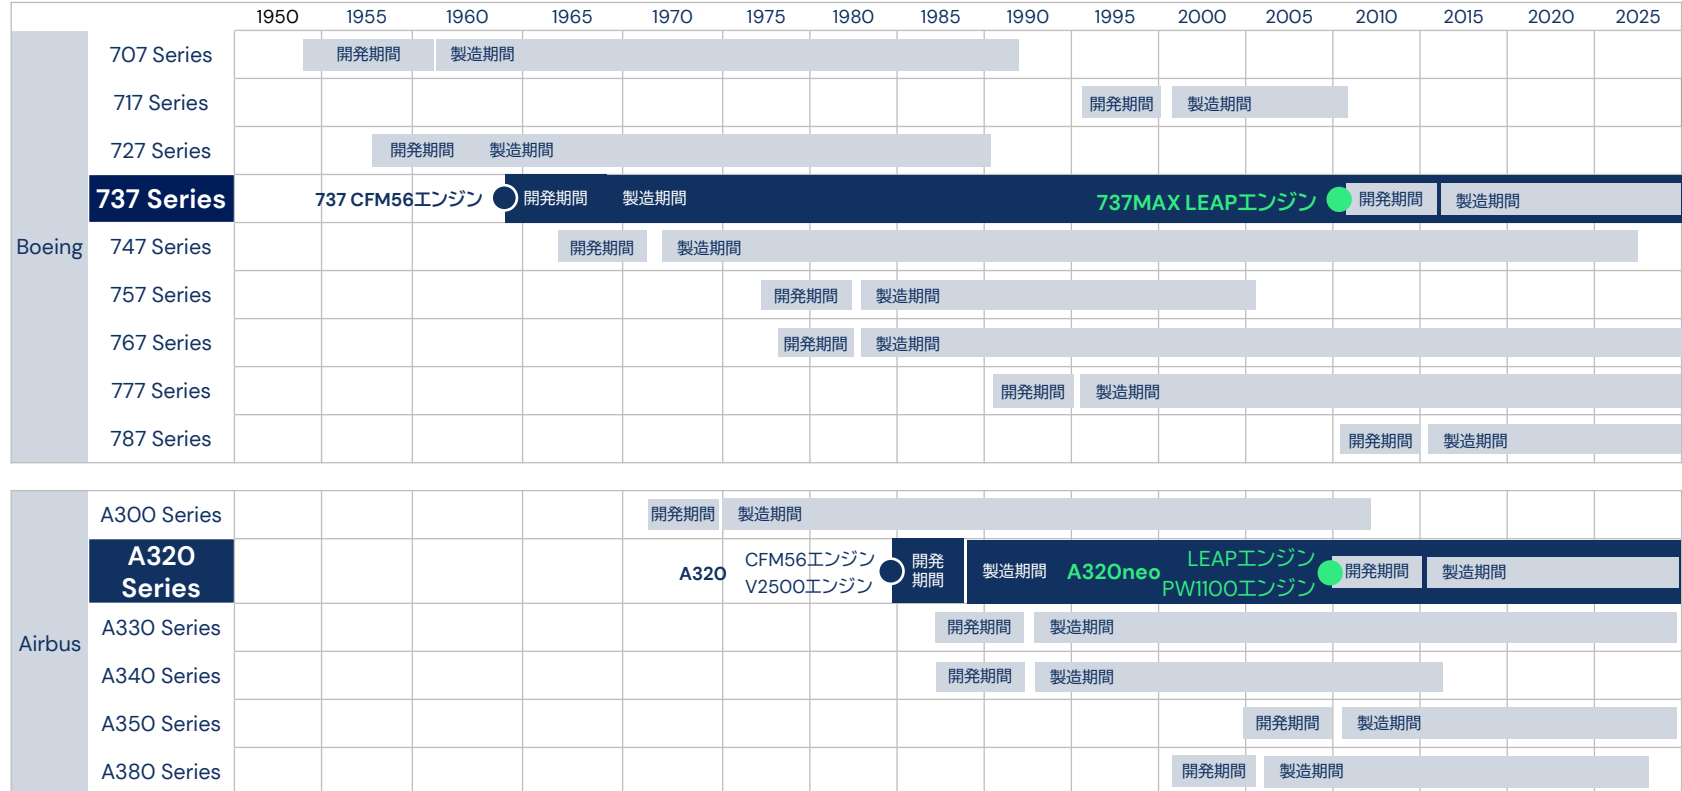 1950 1955 1960 1965 1970 1975 1980 1985 1990 1995 2000 2005 2010 2015 2020 2025
Boeing
707 Series 開発期間 製造期間
717 Series 開発期間 製造期間
727 Series 開発期間 製造期間
737 Series 737 CFM56エンジン 開発期間 製造期間 737MAX LEAPエンジン 開発期間 製造期間
747 Series 開発期間 製造期間
757 Series 開発期間 製造期間
767 Series 開発期間 製造期間
777 Series 開発期間 製造期間
787 Series 開発期間 製造期間
Airbus
A300 Series 開発期間 製造期間
A320
Series
A320
CFM56エンジン
V2500エンジン
開発
期間
製造期間
A320neo
LEAPエンジン
PW1100エンジン
開発期間 製造期間
A330 Series 開発期間 製造期間
A340 Series 開発期間 製造期間
A350 Series 開発期間 製造期間
A380 Series 開発期間 製造期間